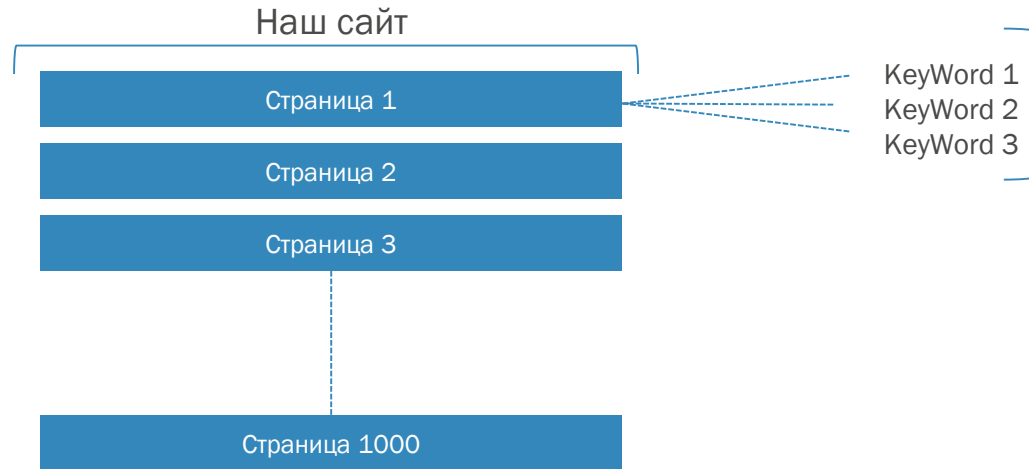 Наш сайт
Страница 1
Страница 2
Страница 3
Страница 1000
KeyWord 1
KeyWord 2
KeyWord 3